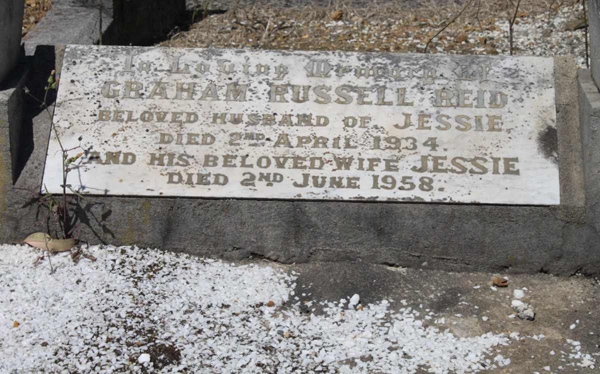 In Loving Memory of
GRAHAM RUSSELL REID
BELOVED HUSBAND OF JESSIE
DIED 2ND APRIL 1934.
AND HIS BELOVED WIFE JESSIE
DIED 2ND JUNE 1958.